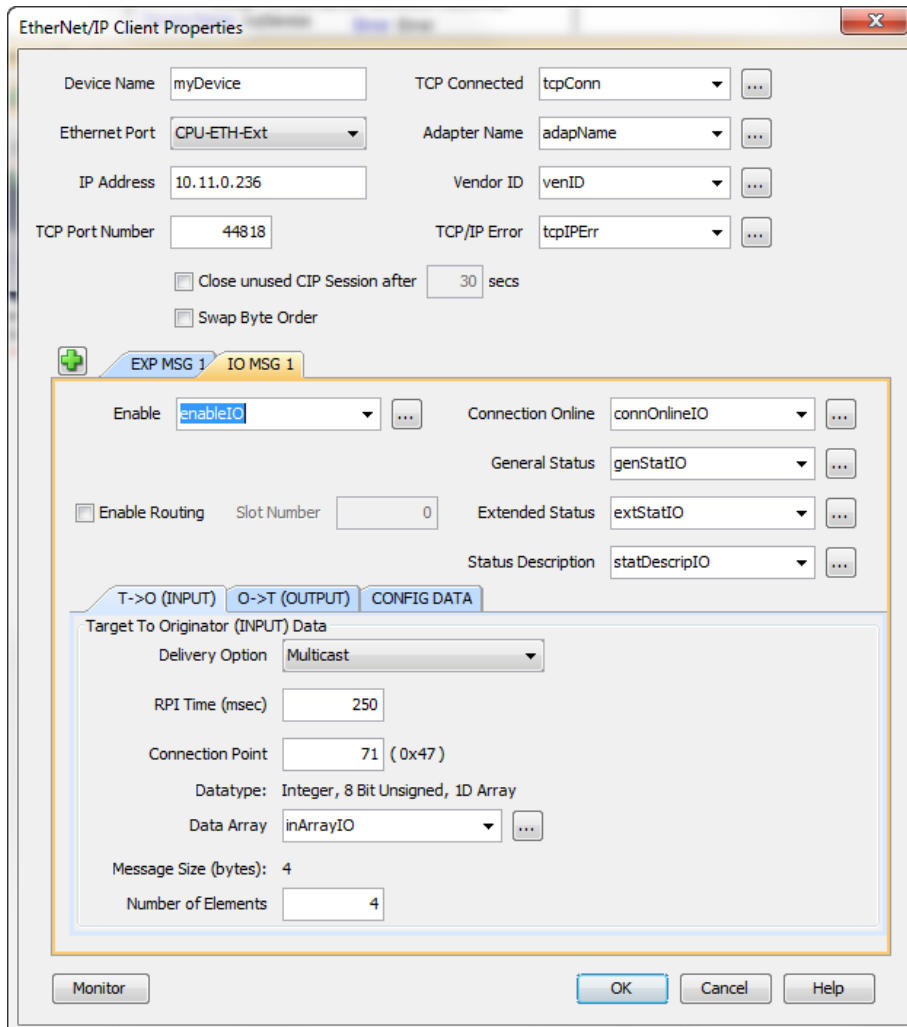 EtherNet/IP Client Properties
Device Name myDevice TCP Connected tcpConn ...
Ethernet Port CPU-ETH-Ext Adapter Name adapName ...
IP Address 10.11.0.236 Vendor ID venID ...
TCP Port Number 44818 TCP/IP Error tcpIPErr ...
Close unused CIP Session after 30 secs
Swap Byte Order
EXP MSG 1 IO MSG 1
Enable enableIO ... Connection Online connOnlineIO ...
General Status genStatIO ...
Enable Routing Slot Number 0 Extended Status extStatIO ...
Status Description statDescripIO ...
T->O (INPUT) O->T (OUTPUT) CONFIG DATA
Target To Originator (INPUT) Data
Delivery Option Multicast
RPI Time (msec) 250
Connection Point 71 ( 0x47 )
Datatype: Integer, 8 Bit Unsigned, 1D Array
Data Array inArrayIO ...
Message Size (bytes): 4
Number of Elements 4
Monitor OK Cancel Help